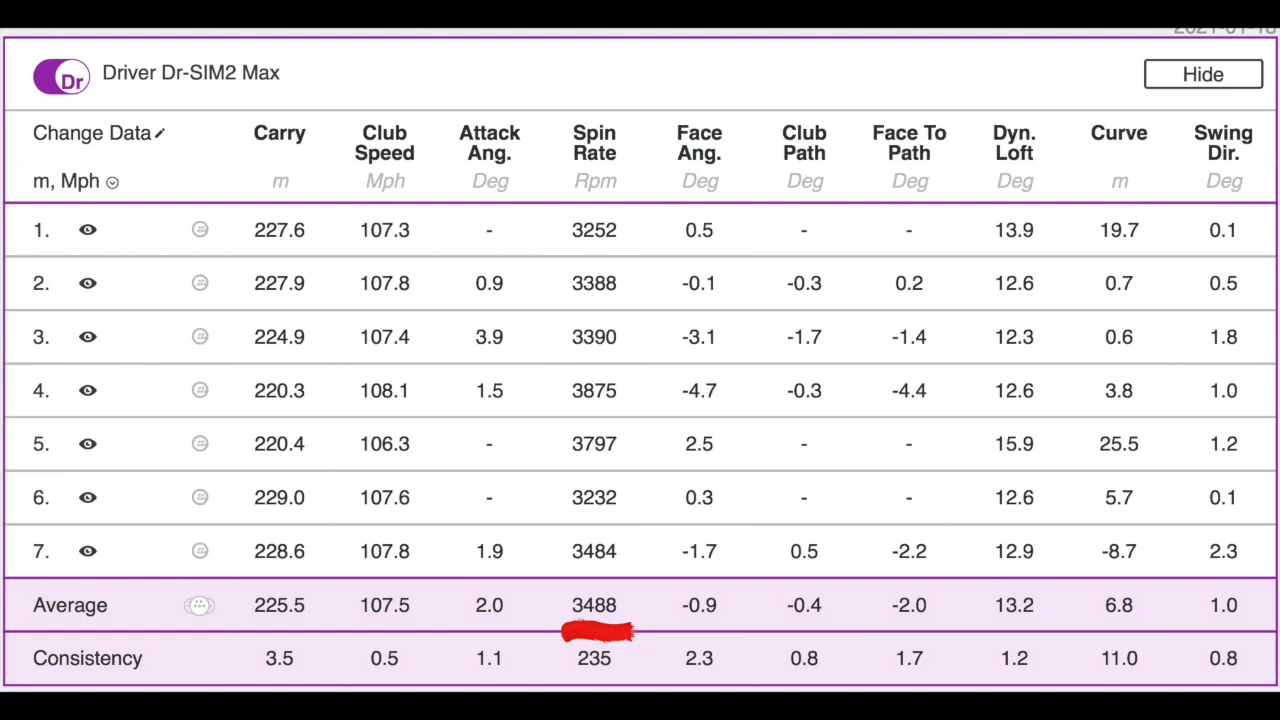 Dr Driver Dr-SIM2 Max Hide
Change Data Carry Club Speed Attack Ang. Spin Rate Face Ang. Club Path Face To Path Dyn. Loft Curve Swing Dir.
m, Mph m Mph Deg Rpm Deg Deg Deg Deg m Deg
1. 227.6 107.3 - 3252 0.5 - - 13.9 19.7 0.1
2. 227.9 107.8 0.9 3388 -0.1 -0.3 0.2 12.6 0.7 0.5
3. 224.9 107.4 3.9 3390 -3.1 -1.7 -1.4 12.3 0.6 1.8
4. 220.3 108.1 1.5 3875 -4.7 -0.3 -4.4 12.6 3.8 1.0
5. 220.4 106.3 - 3797 2.5 - - 15.9 25.5 1.2
6. 229.0 107.6 - 3232 0.3 - - 12.6 5.7 0.1
7. 228.6 107.8 1.9 3484 -1.7 0.5 -2.2 12.9 -8.7 2.3
Average 225.5 107.5 2.0 3488 -0.9 -0.4 -2.0 13.2 6.8 1.0
Consistency 3.5 0.5 1.1 235 2.3 0.8 1.7 1.2 11.0 0.8